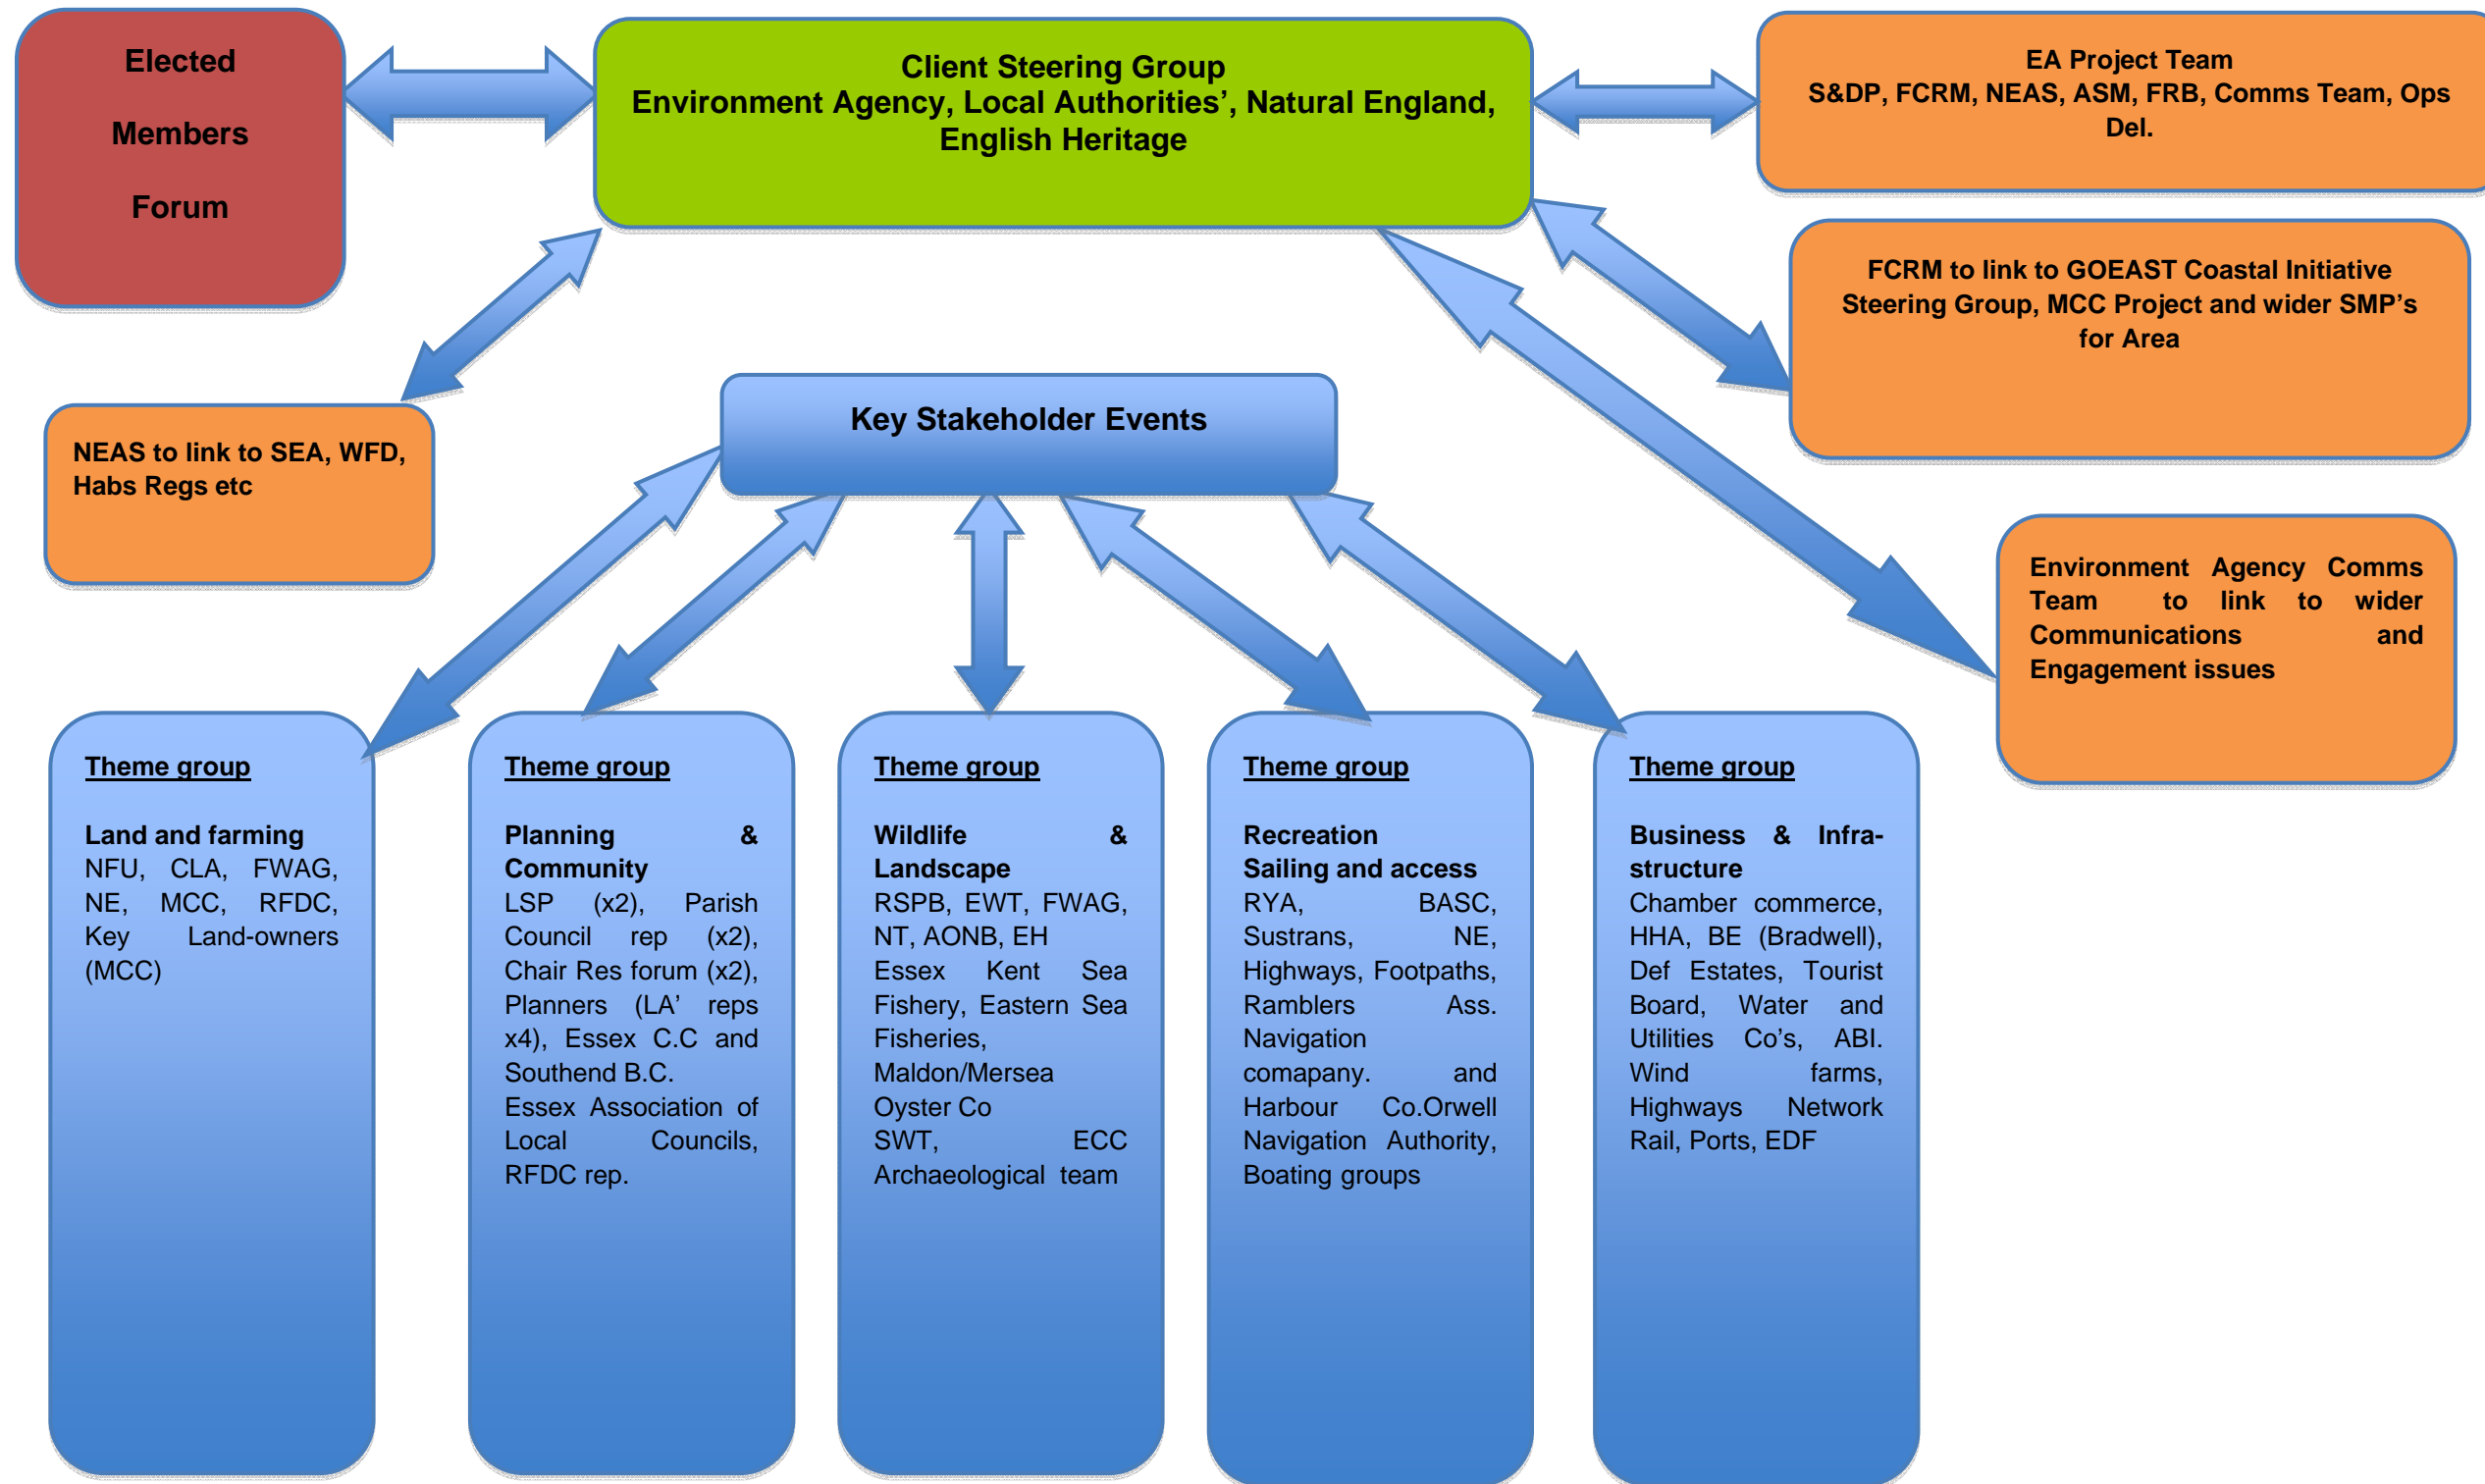 Elected
Members
Forum
Client Steering Group
Environment Agency, Local Authorities’, Natural England,
English Heritage
EA Project Team
S&DP, FCRM, NEAS, ASM, FRB, Comms Team, Ops
Del.
FCRM to link to GOEAST Coastal Initiative
Steering Group, MCC Project and wider SMP’s
for Area
NEAS to link to SEA, WFD,
Habs Regs etc
Key Stakeholder Events
Environment Agency Comms
Team to link to wider
Communications and
Engagement issues
Theme group
Land and farming
NFU, CLA, FWAG,
NE, MCC, RFDC,
Key Land-owners
(MCC)
Theme group
Planning &
Community
LSP (x2), Parish
Council rep (x2),
Chair Res forum (x2),
Planners (LA’ reps
x4), Essex C.C and
Southend B.C.
Essex Association of
Local Councils,
RFDC rep.
Theme group
Wildlife &
Landscape
RSPB, EWT, FWAG,
NT, AONB, EH
Essex Kent Sea
Fishery, Eastern Sea
Fisheries,
Maldon/Mersea
Oyster Co
SWT, ECC
Archaeological team
Theme group
Recreation
Sailing and access
RYA, BASC,
Sustrans, NE,
Highways, Footpaths,
Ramblers Ass.
Navigation
comapany. and
Harbour Co.Orwell
Navigation Authority,
Boating groups
Theme group
Business & Infra-
structure
Chamber commerce,
HHA, BE (Bradwell),
Def Estates, Tourist
Board, Water and
Utilities Co’s, ABI.
Wind farms,
Highways Network
Rail, Ports, EDF